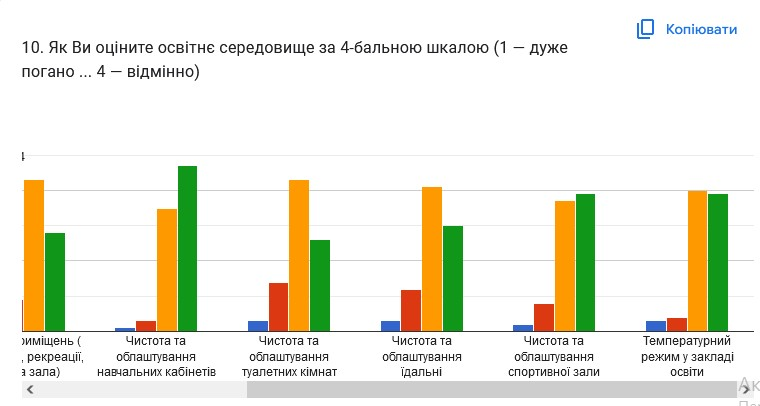 Копіювати
10. Як Ви оціните освітнє середовище за 4-бальною шкалою (1 — дуже
погано ... 4 — відмінно)
4
Чистота та
облаштування
навчальних кабінетів
Чистота та
облаштування
туалетних кімнат
Чистота та
облаштування
їдальні
Чистота та
облаштування
спортивної зали
Температурний
режим у закладі
освіти
, рекреації,
зала)